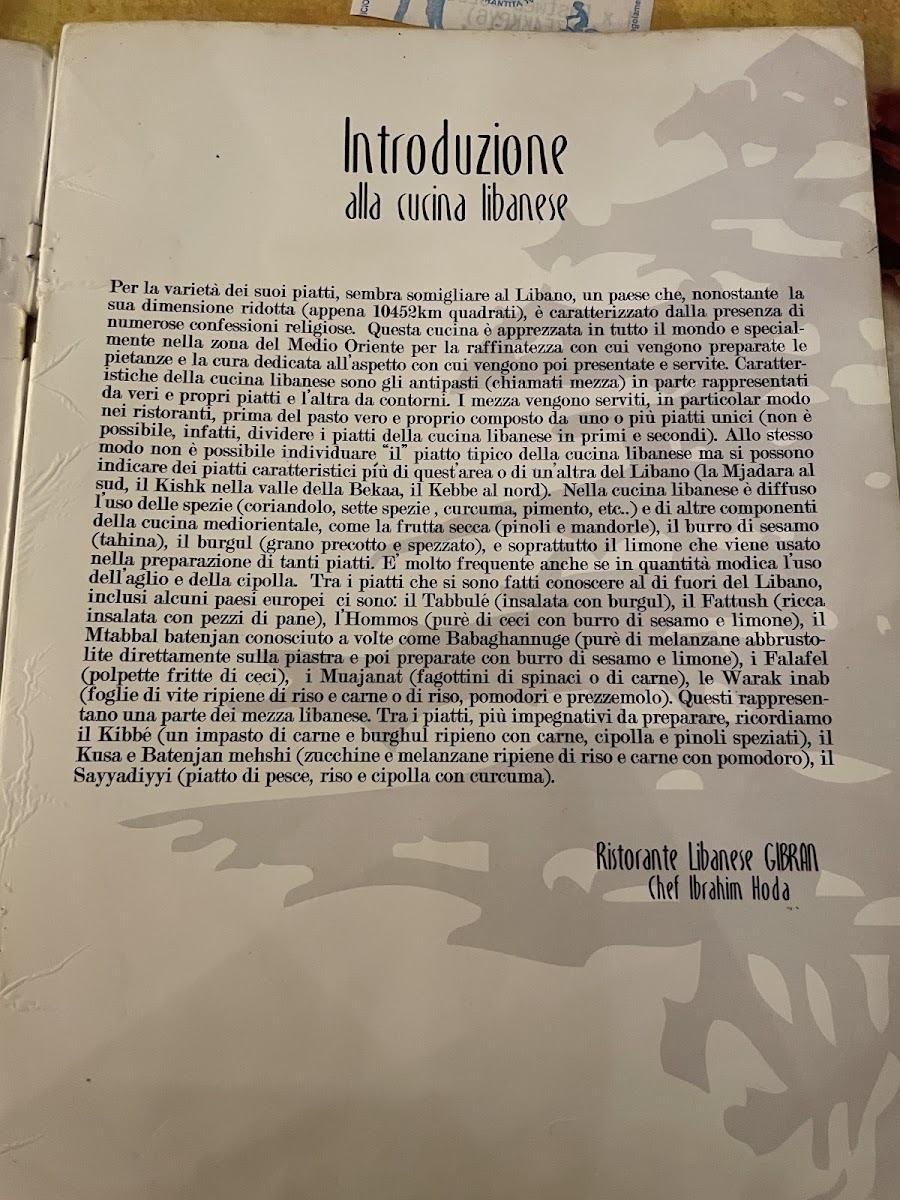 Introduzione
alla cucina libanese
Per la varietà dei suoi piatti, sembra somigliare al Libano, un paese che, nonostante la
sua dimensione ridotta (appena 10452km quadrati), è caratterizzato dalla presenza di
numerose confessioni religiose. Questa cucina è apprezzata in tutto il mondo e special-
mente nella zona del Medio Oriente per la raffinatezza con cui vengono preparate le
pietanze e la cura dedicata all'aspetto con cui vengono poi presentate e servite. Caratter-
istiche della cucina libanese sono gli antipasti (chiamati mezza) in parte rappresentati
da veri e propri piatti e l'altra da contorni. I mezza vengono serviti, in particolar modo
nei ristoranti, prima del pasto vero e proprio composto da uno o più piatti unici (non è
possibile, infatti, dividere i piatti della cucina libanese in primi e secondi). Allo stesso
modo non è possibile individuare "il" piatto tipico della cucina libanese ma si possono
indicare dei piatti caratteristici più di quest'area o di un'altra del Libano (la Mjadara al
sud, il Kishk nella valle della Bekaa, il Kebbe al nord). Nella cucina libanese è diffuso
l'uso delle spezie (coriandolo, sette spezie , curcuma, pimento, etc..) e di altre componenti
della cucina mediorientale, come la frutta secca (pinoli e mandorle), il burro di sesamo
(tahina), il burgul (grano precotto e spezzato), e soprattutto il limone che viene usato
nella preparazione di tanti piatti. E' molto frequente anche se in quantità modica l'uso
dell'aglio e della cipolla. Tra i piatti che si sono fatti conoscere al di fuori del Libano,
inclusi alcuni paesi europei ci sono: il Tabbulé (insalata con burgul), il Fattush (ricca
insalata con pezzi di pane), l'Hommos (purè di ceci con burro di sesamo e limone), il
Mtabbal batenjan conosciuto a volte come Babaghannuge (purè di melanzane abbrusto-
lite direttamente sulla piastra e poi preparate con burro di sesamo e limone), i Falafel
(polpette fritte di ceci), i Muajanat (fagottini di spinaci o di carne), le Warak inab
(foglie di vite ripiene di riso e carne o di riso, pomodori e prezzemolo). Questi rappresen-
tano una parte dei mezza libanese. Tra i piatti, più impegnativi da preparare, ricordiamo
il Kibbé (un impasto di carne e burghul ripieno con carne, cipolla e pinoli speziati), il
Kusa e Batenjan mehshi (zucchine e melanzane ripiene di riso e carne con pomodoro), il
Sayyadiyyi (piatto di pesce, riso e cipolla con curcuma).
Ristorante Libanese GIBRAN
Chef Ibrahim Hoda